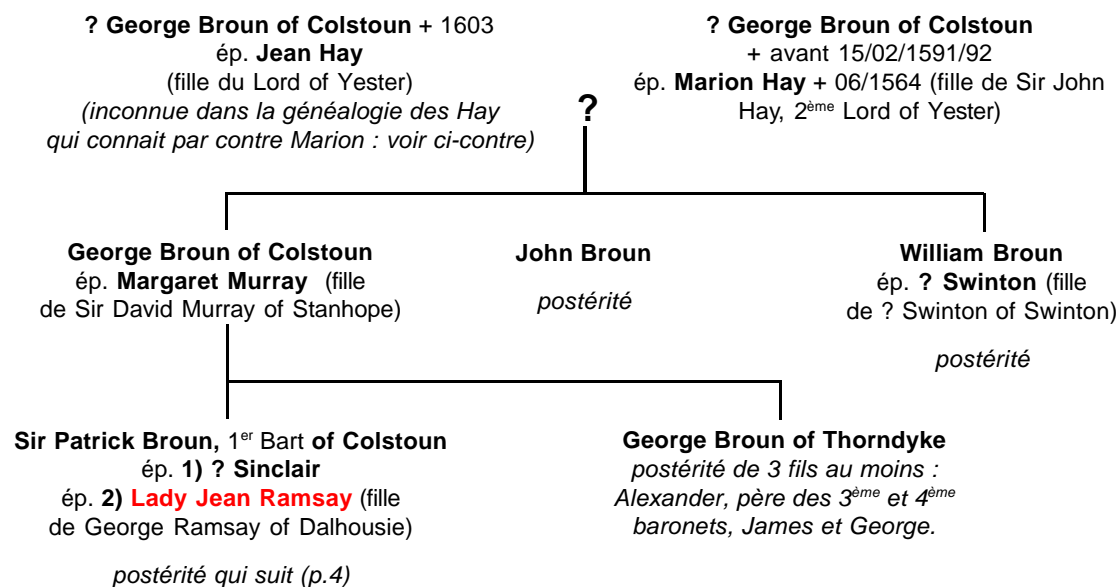 ? George Broun of Colstoun + 1603
ép. Jean Hay
(fille du Lord of Yester)
(inconnue dans la généalogie des Hay
qui connait par contre Marion : voir ci-contre)
?
? George Broun of Colstoun
+ avant 15/02/1591/92
ép. Marion Hay + 06/1564 (fille de Sir John
Hay, 2ème Lord of Yester)
George Broun of Colstoun
ép. Margaret Murray (fille
de Sir David Murray of Stanhope)
John Broun
postérité
William Broun
ép. ? Swinton (fille
de ? Swinton of Swinton)
postérité
Sir Patrick Broun, 1er Bart of Colstoun
ép. 1) ? Sinclair
ép. 2) Lady Jean Ramsay (fille
de George Ramsay of Dalhousie)
postérité qui suit (p.4)
George Broun of Thorndyke
postérité de 3 fils au moins :
Alexander, père des 3ème et 4ème
baronets, James et George.